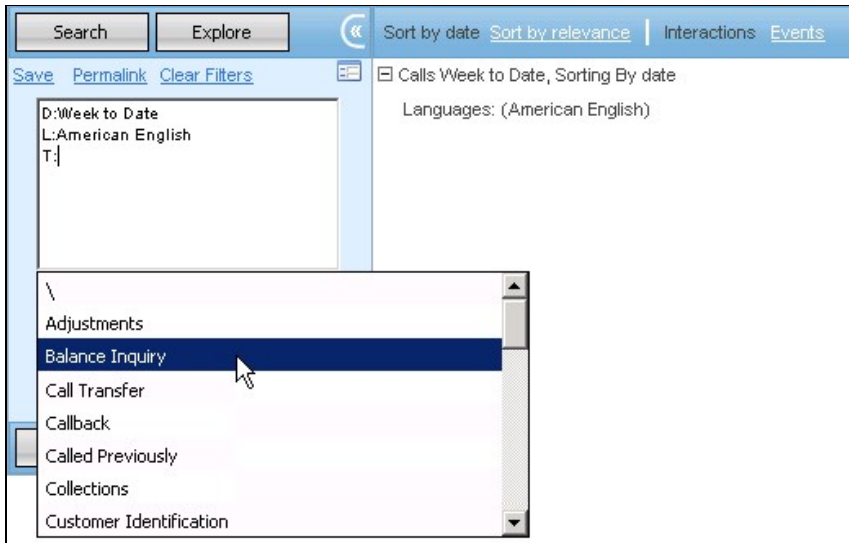 Search Explore Sort by date Sort by relevance Interactions Events
Save Permalink Clear Filters
Calls Week to Date, Sorting By date
Languages: (American English)
D:Week to Date
L:American English
T:
\
Adjustments
Balance Inquiry
Call Transfer
Callback
Called Previously
Collections
Customer Identification